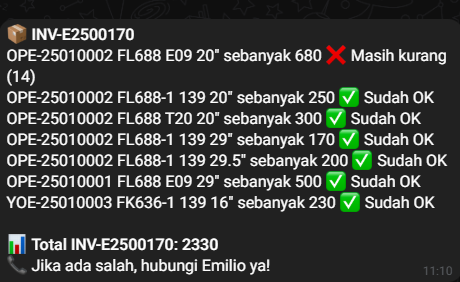 📦 INV-E2500170
OPE-25010002 FL688 E09 20" sebanyak 680 ❌ Masih kurang
(14)
OPE-25010002 FL688-1 139 20" sebanyak 250 ✅ Sudah OK
OPE-25010002 FL688 T20 20" sebanyak 300 ✅ Sudah OK
OPE-25010002 FL688-1 139 29" sebanyak 170 ✅ Sudah OK
OPE-25010002 FL688-1 139 29.5" sebanyak 200 ✅ Sudah OK
OPE-25010001 FL688 E09 29" sebanyak 500 ✅ Sudah OK
YOE-25010003 FK636-1 139 16" sebanyak 230 ✅ Sudah OK
📊 Total INV-E2500170: 2330
📞 Jika ada salah, hubungi Emilio ya!
11:10